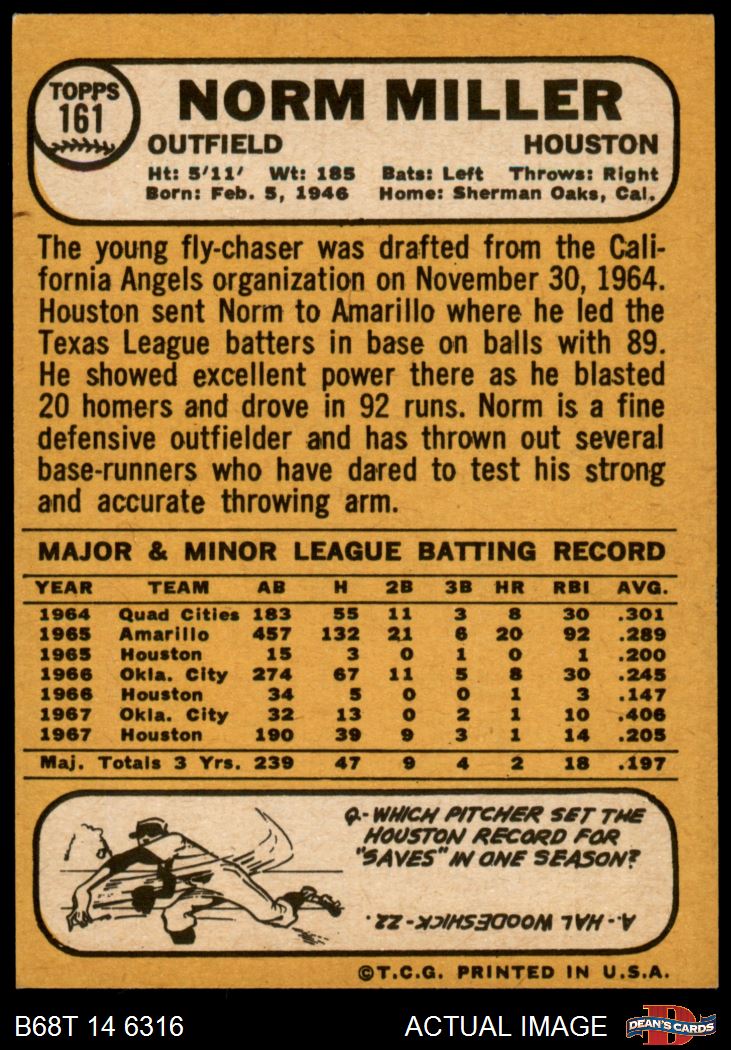 TOPPS
161
NORM MILLER
OUTFIELD HOUSTON
Ht: 5'11' Wt: 185 Bats: Left Throws: Right
Born: Feb. 5, 1946 Home: Sherman Oaks, Cal.
The young fly-chaser was drafted from the Cali-
fornia Angels organization on November 30, 1964.
Houston sent Norm to Amarillo where he led the
Texas League batters in base on balls with 89.
He showed excellent power there as he blasted
20 homers and drove in 92 runs. Norm is a fine
defensive outfielder and has thrown out several
base-runners who have dared to test his strong
and accurate throwing arm.
MAJOR & MINOR LEAGUE BATTING RECORD
YEAR TEAM AB H 2B 3B HR RBI AVG.
1964 Quad Cities 183 55 11 3 8 30 .301
1965 Amarillo 457 132 21 6 20 92 .289
1965 Houston 15 3 0 1 0 1 .200
1966 Okla. City 274 67 11 5 8 30 .245
1966 Houston 34 5 0 0 1 3 .147
1967 Okla. City 32 13 0 2 1 10 .406
1967 Houston 190 39 9 3 1 14 .205
Maj. Totals 3 Yrs. 239 47 9 4 2 18 .197
Q.- WHICH PITCHER SET THE
HOUSTON RECORD FOR
"SAVES" IN ONE SEASON?
A.- HAL WOODESHICK - 22.
©T.C.G. PRINTED IN U.S.A.
B68T 14 6316 ACTUAL IMAGE D DEAN'S CARDS